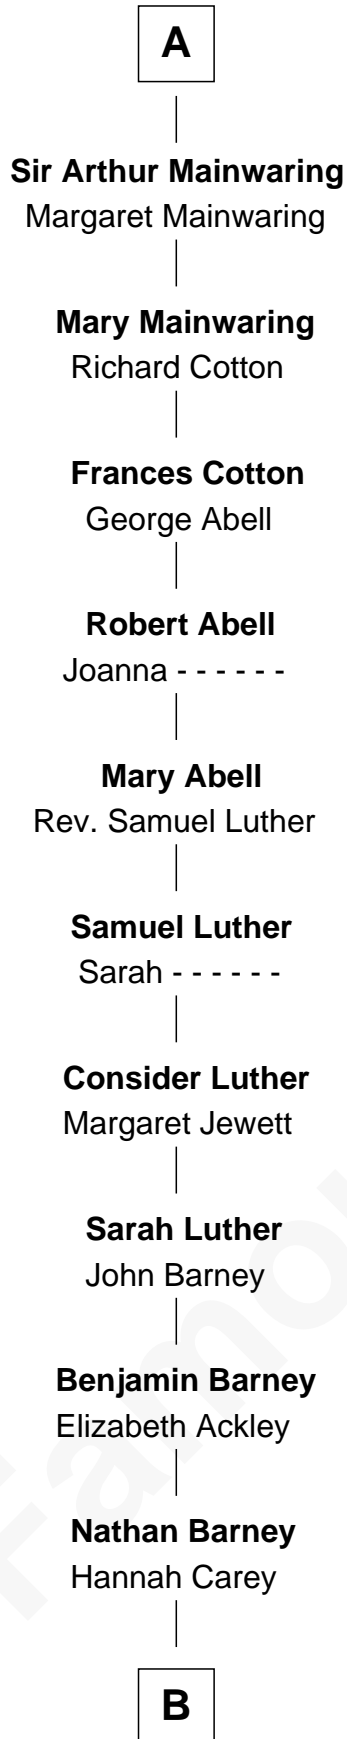 A
Sir Arthur Mainwaring
Margaret Mainwaring
Mary Mainwaring
Richard Cotton
Frances Cotton
George Abell
Robert Abell
Joanna - - - - - -
Mary Abell
Rev. Samuel Luther
Samuel Luther
Sarah - - - - - -
Consider Luther
Margaret Jewett
Sarah Luther
John Barney
Benjamin Barney
Elizabeth Ackley
Nathan Barney
Hannah Carey
B
Famou